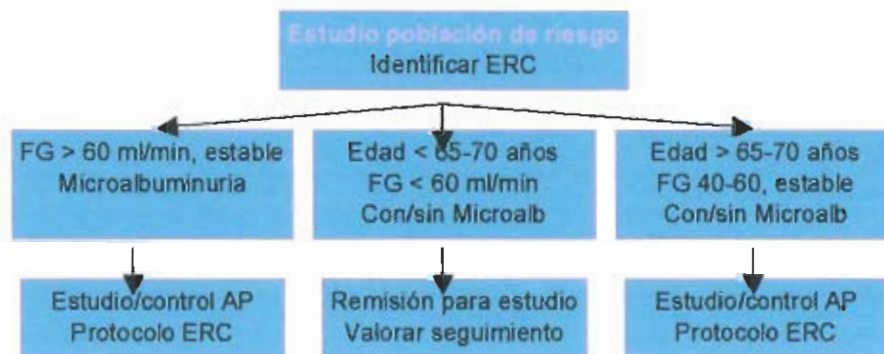 Estudio población de riesgo
Identificar ERC
FG > 60 ml/min, estable
Microalbuminuria
Edad < 65-70 años
FG < 60 ml/min
Con/sin Microalb
Edad > 65-70 años
FG 40-60, estable
Con/sin Microalb
Estudio/control AP
Protocolo ERC
Remisión para estudio
Valorar seguimiento
Estudio/control AP
Protocolo ERC